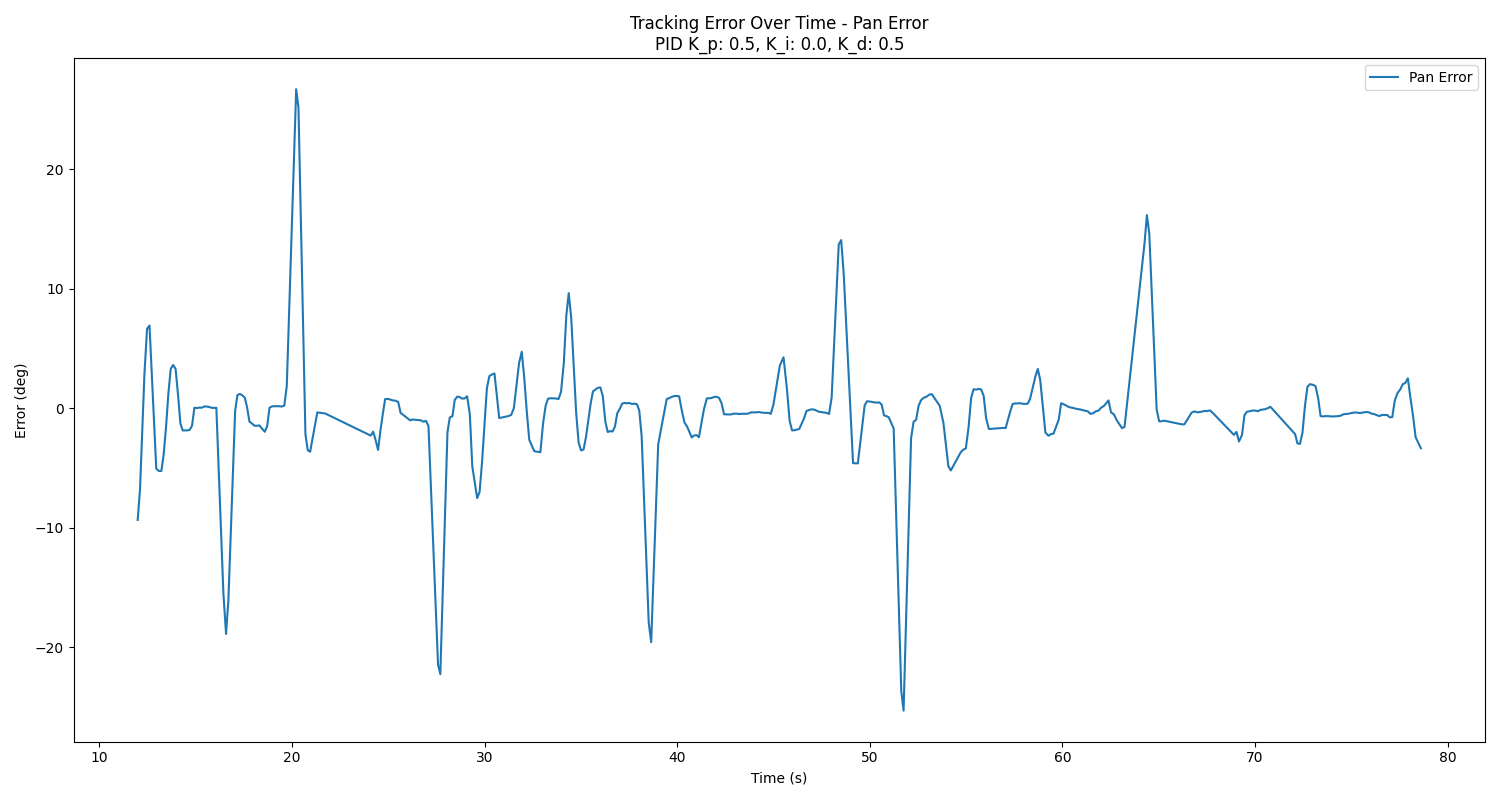 Tracking Error Over Time - Pan Error
PID K_p: 0.5, K_i: 0.0, K_d: 0.5
Pan Error
20
10
0
−10
−20
Error (deg)
10 20 30 40 50 60 70 80
Time (s)